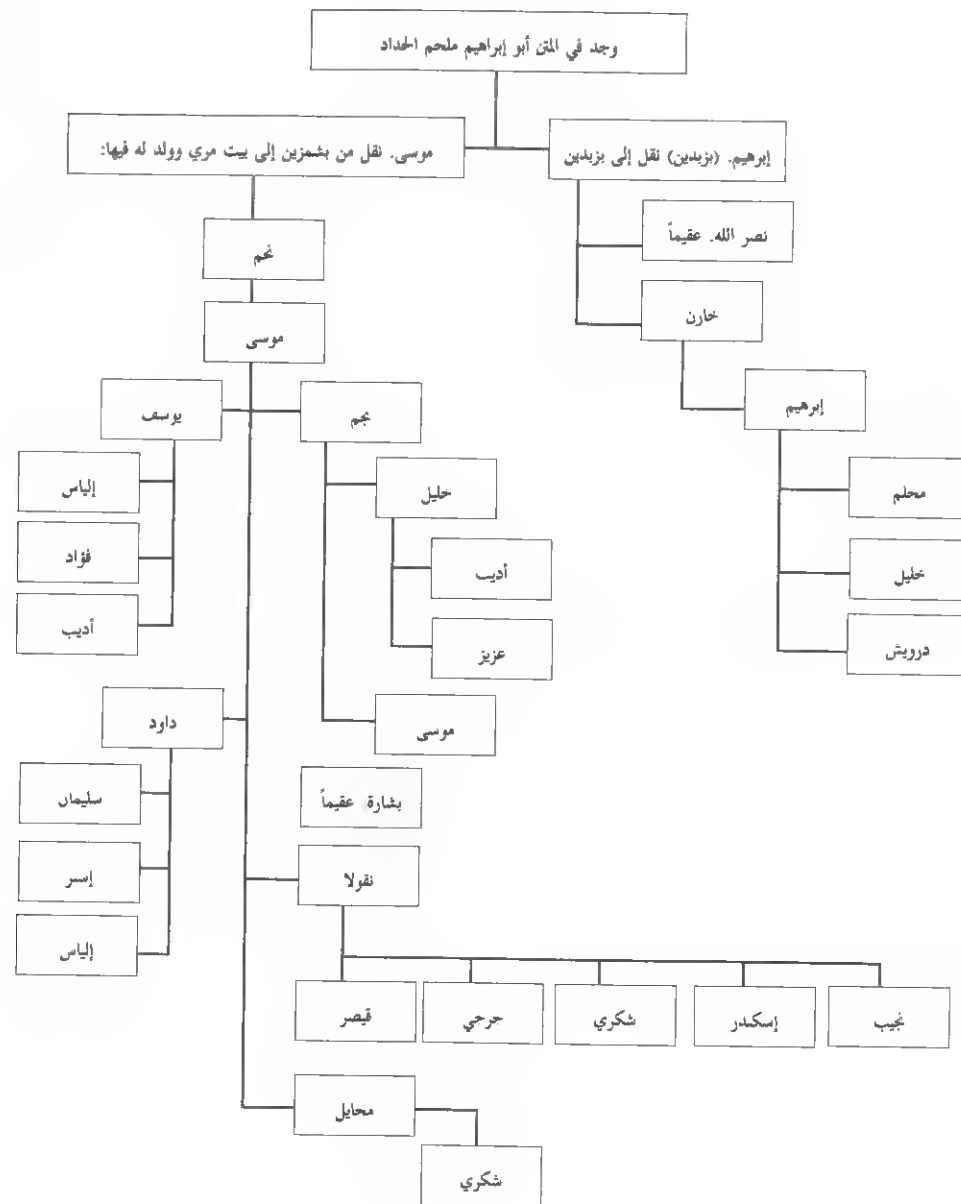 وجد في المتن أبو إبراهيم ملحم الحداد
إبرهيم. (بزبدين) نقل إلى بزبدين
موسى. نقل من بشمزين إلى بيت مري وولد له فيها:
نصر الله. عقيماً
نجم
خازن
موسى
إبرهيم
نجم
يوسف
محلم
خليل
إلياس
أديب
فؤاد
خليل
عزيز
أديب
درويش
داود
موسى
سليمان
بشارة عقيماً
إسبر
نقولا
إلياس
نجيب
إسكندر
شكري
جرجي
قيصر
محايل
شكري